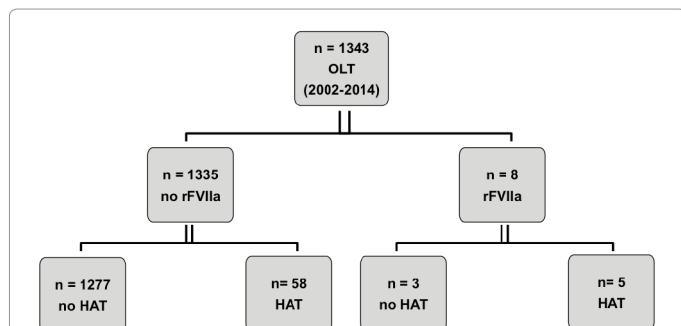 n = 1343
OLT
(2002-2014)
n = 1335
no rFVIIa
n = 8
rFVIIa
n = 1277
no HAT
n= 58
HAT
n = 3
no HAT
n= 5
HAT